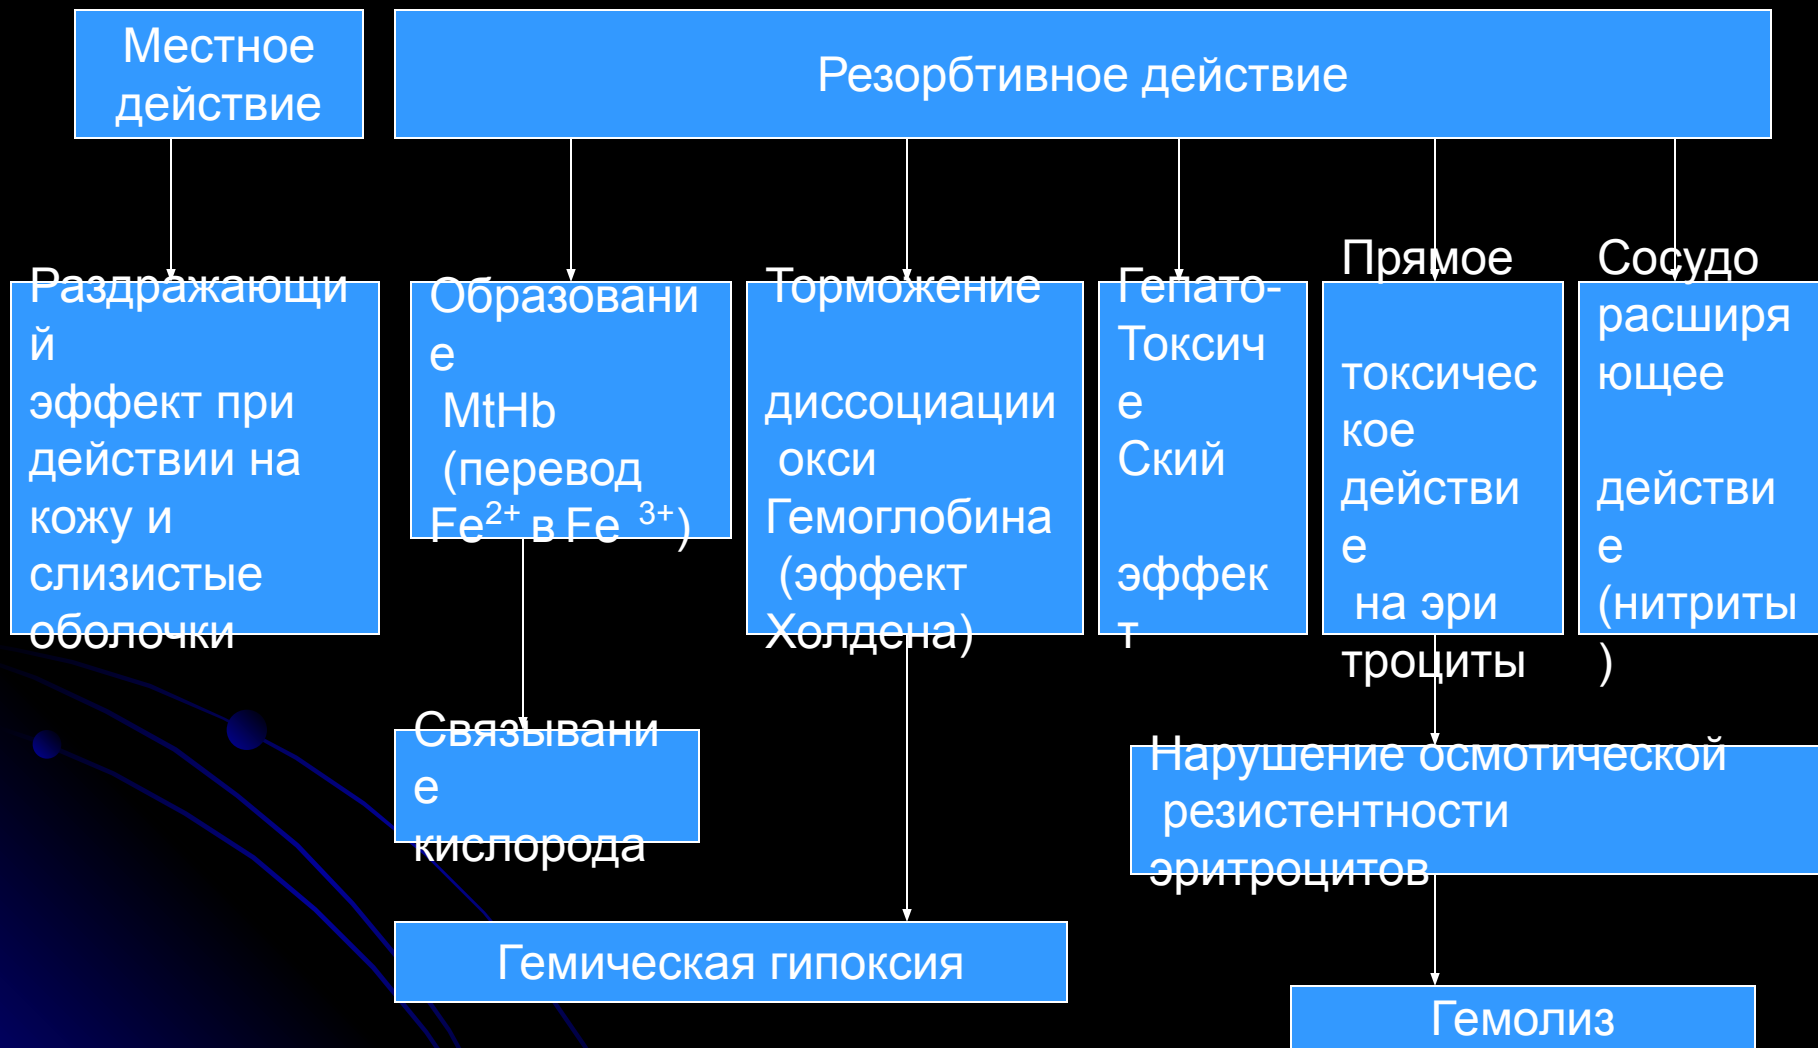 Местное
действие
Резорбтивное действие
Раздражающи
й
эффект при
действии на
кожу и
слизистые
оболочки
Образовани
е
MtHb
(перевод
Fe²⁺ в Fe ³⁺)
Торможение
диссоциации
окси
Гемоглобина
(эффект
Холдена)
Гепато-
Токсич
е
Ский
эффек
т
Прямое
токсичес
кое
действи
е
на эри
троциты
Сосудо
расширя
ющее
действи
е
(нитриты
)
Связывани
е
кислорода
Нарушение осмотической
резистентности
эритроцитов
Гемическая гипоксия
Гемолиз